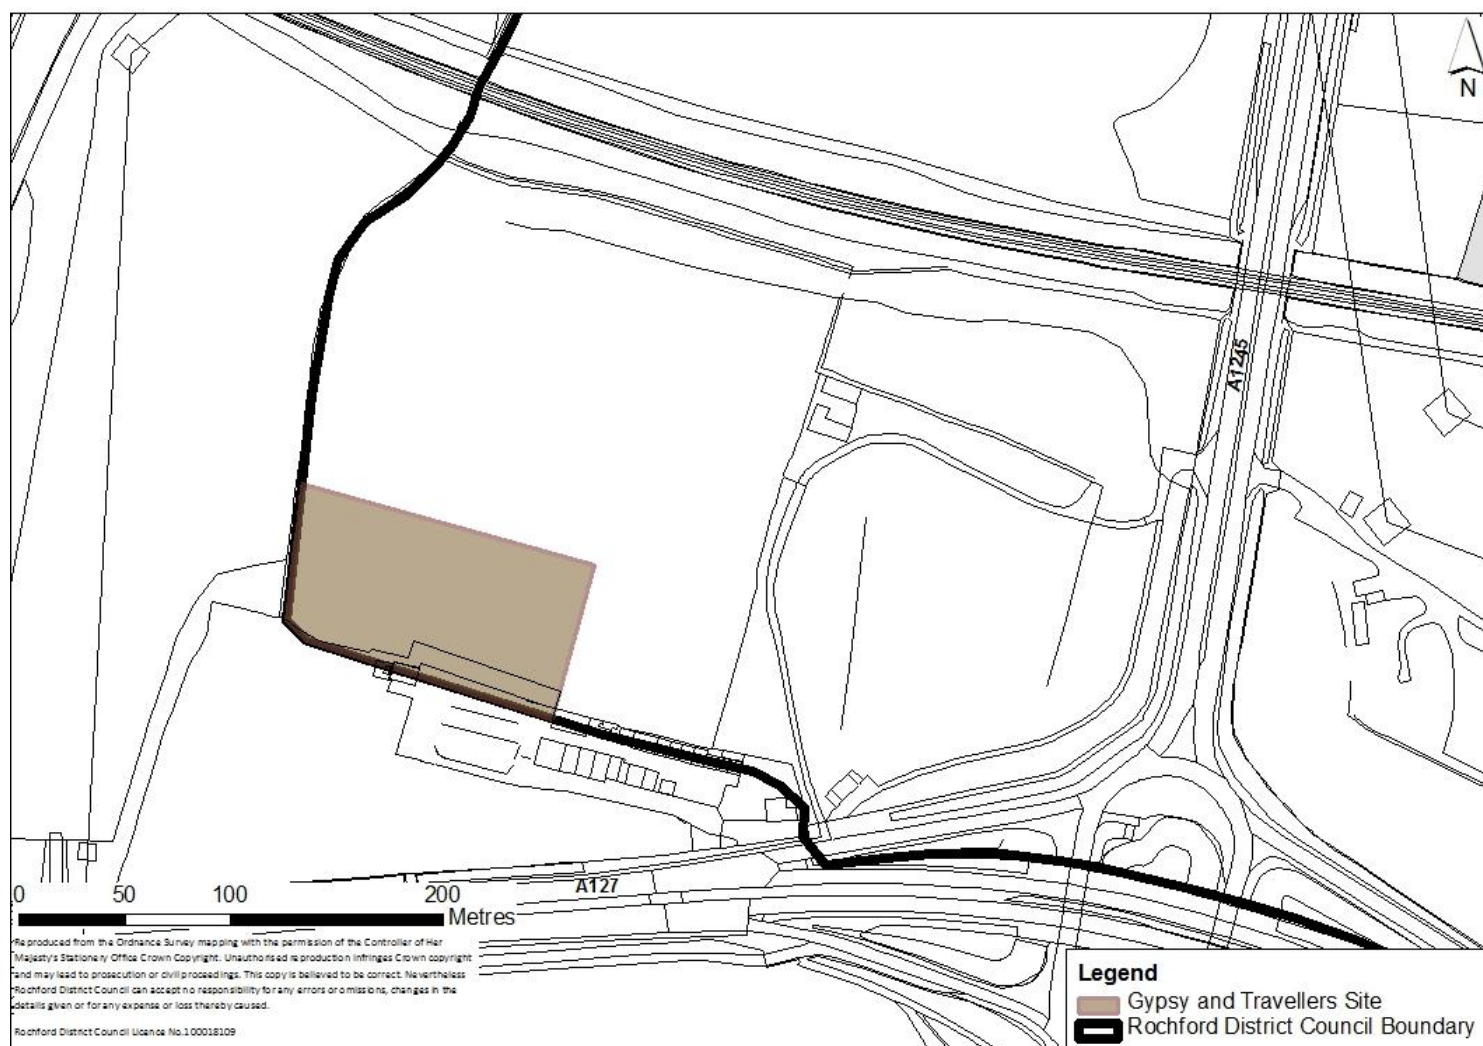 N
A1245
0 50 100 200
Metres
A127
Reproduced from the Ordnance Survey mapping with the permission of the Controller of Her
Majesty's Stationery Office Crown Copyright. Unauthorised reproduction infringes Crown copyright
and may lead to prosecution or civil proceedings. This copy is believed to be correct. Nevertheless
Rochford District Council can accept no responsibility for any errors or omissions, changes in the
details given or for any expense or loss thereby caused.
Rochford District Council Licence No.100018109
Legend
Gypsy and Travellers Site
Rochford District Council Boundary